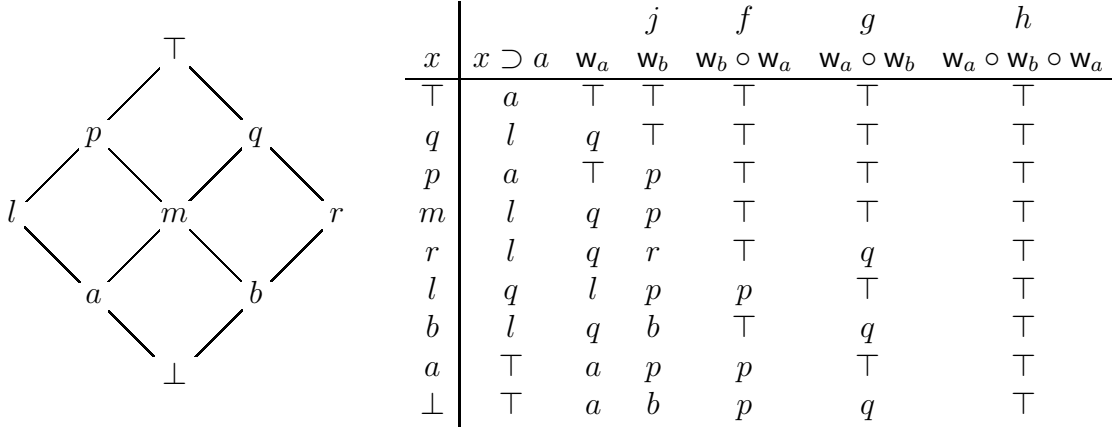 ⊤
p q
l m r
a b
⊥
j f g h
x x ⊃ a w_a w_b w_b ∘ w_a w_a ∘ w_b w_a ∘ w_b ∘ w_a
⊤ a ⊤ ⊤ ⊤ ⊤ ⊤
q l q ⊤ ⊤ ⊤ ⊤
p a ⊤ p ⊤ ⊤ ⊤
m l q p ⊤ ⊤ ⊤
r l q r ⊤ q ⊤
l q l p p ⊤ ⊤
b l q b ⊤ q ⊤
a ⊤ a p p ⊤ ⊤
⊥ ⊤ a b p q ⊤